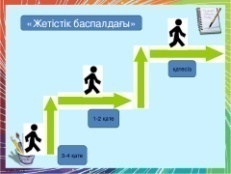 «Жетістік баспалдағы»
қатесіз
1-2 қате
3-4 қате